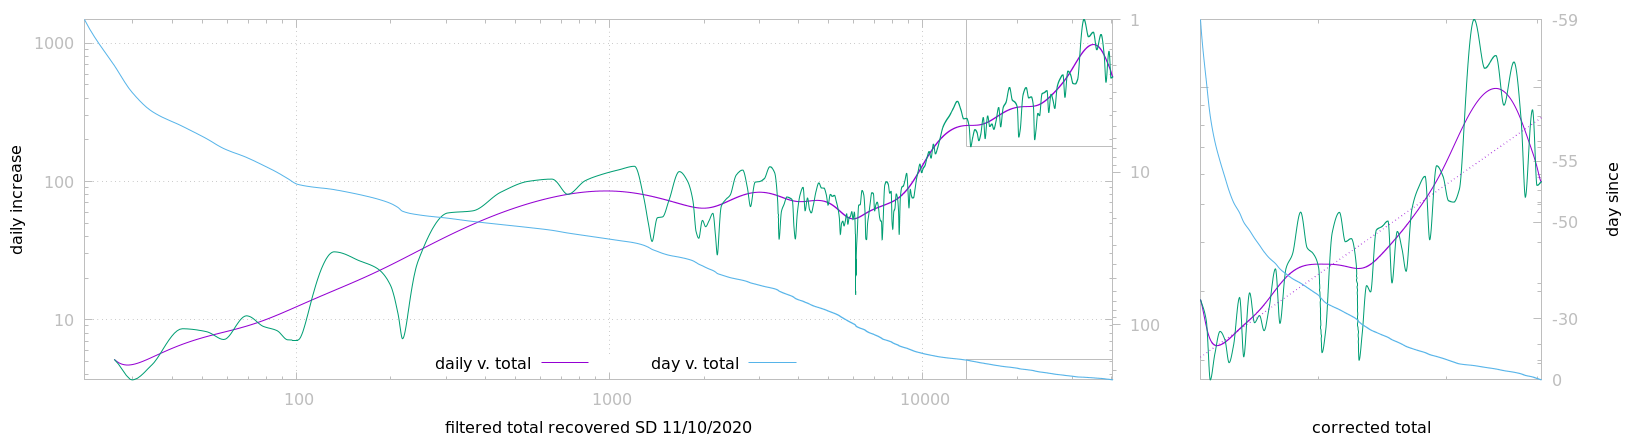 1000
100
10
daily increase
1
10
100
-59
-55
-50
-30
0
day since
daily v. total
day v. total
100
1000
10000
filtered total recovered SD 11/10/2020
corrected total